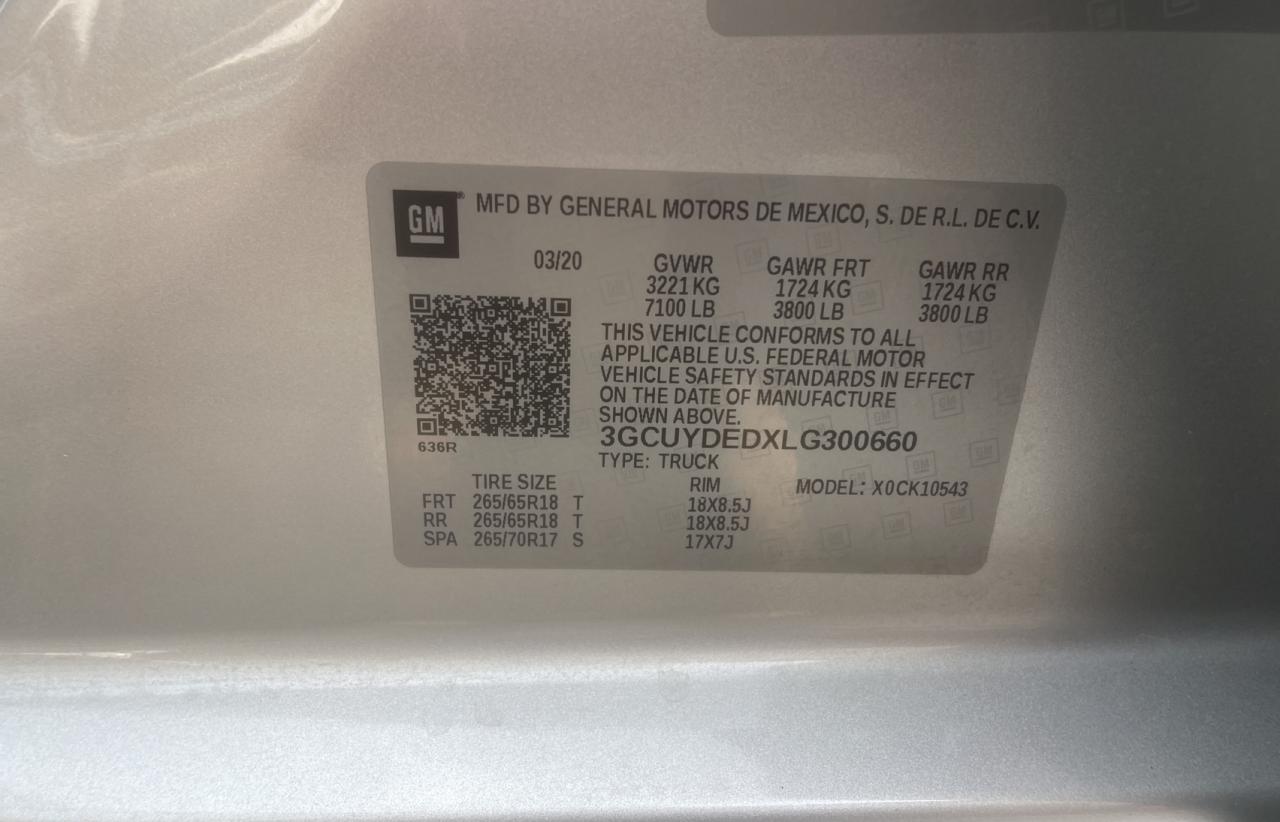 GM
MFD BY GENERAL MOTORS DE MEXICO, S. DE R.L. DE C.V.
03/20 GVWR GAWR FRT GAWR RR
3221 KG 1724 KG 1724 KG
7100 LB 3800 LB 3800 LB
THIS VEHICLE CONFORMS TO ALL
APPLICABLE U.S. FEDERAL MOTOR
VEHICLE SAFETY STANDARDS IN EFFECT
ON THE DATE OF MANUFACTURE
SHOWN ABOVE.
3GCUYDEDXLG300660
636R
TYPE: TRUCK
TIRE SIZE RIM MODEL: X0CK10543
FRT 265/65R18 T 18X8.5J
RR 265/65R18 T 18X8.5J
SPA 265/70R17 S 17X7J